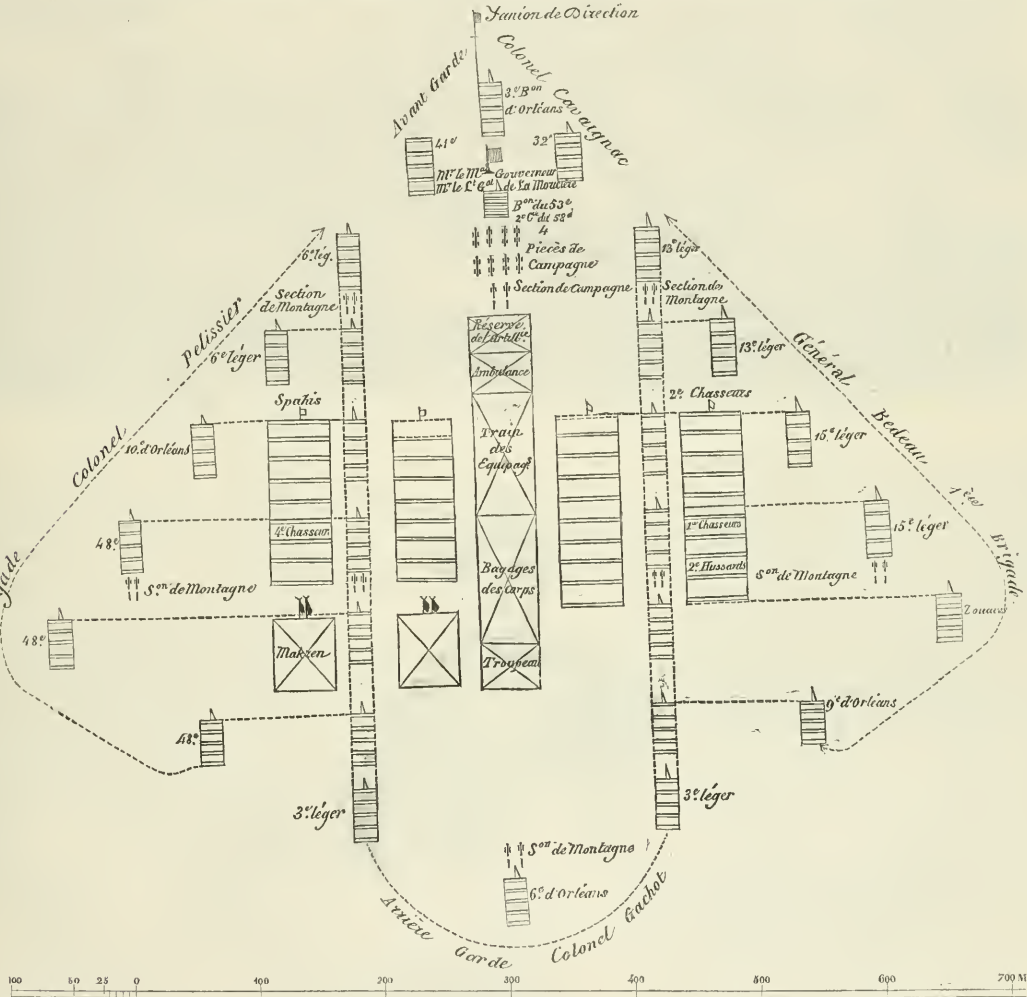 Fanion de Direction
Avant Garde
Colonel Cavaignac
3.e Bon
d'Orléans
41e
32e
Mr le Mal Gouverneur
Mr le Lt Gal de La Moricière
Bon du 53e
2e Cie du 58e
4
Pièces de
Campagne
Section de Campagne
6e lég.
13e léger
Section
de Montagne
Section de
Montagne
Réserve
de l'Artillie
Ambulance
6e léger
13e léger
Colonel Pelissier
Général Bedeau
1ère Brigade
Spahis
2e Chasseurs
10e d'Orléans
15e léger
Train
des
Equipags
48e
4e Chasseur
1er Chasseurs
15e léger
2e Hussards
Son de Montagne
Son de Montagne
Bagages
des Corps
48e
Zouaves
Makzen
Troupeau
48e
9e d'Orléans
3e léger
3e léger
Son de Montagne
6e d'Orléans
Arrière Garde Colonel Gachot
100 50 25 0 100 200 300 400 500 600 700 M